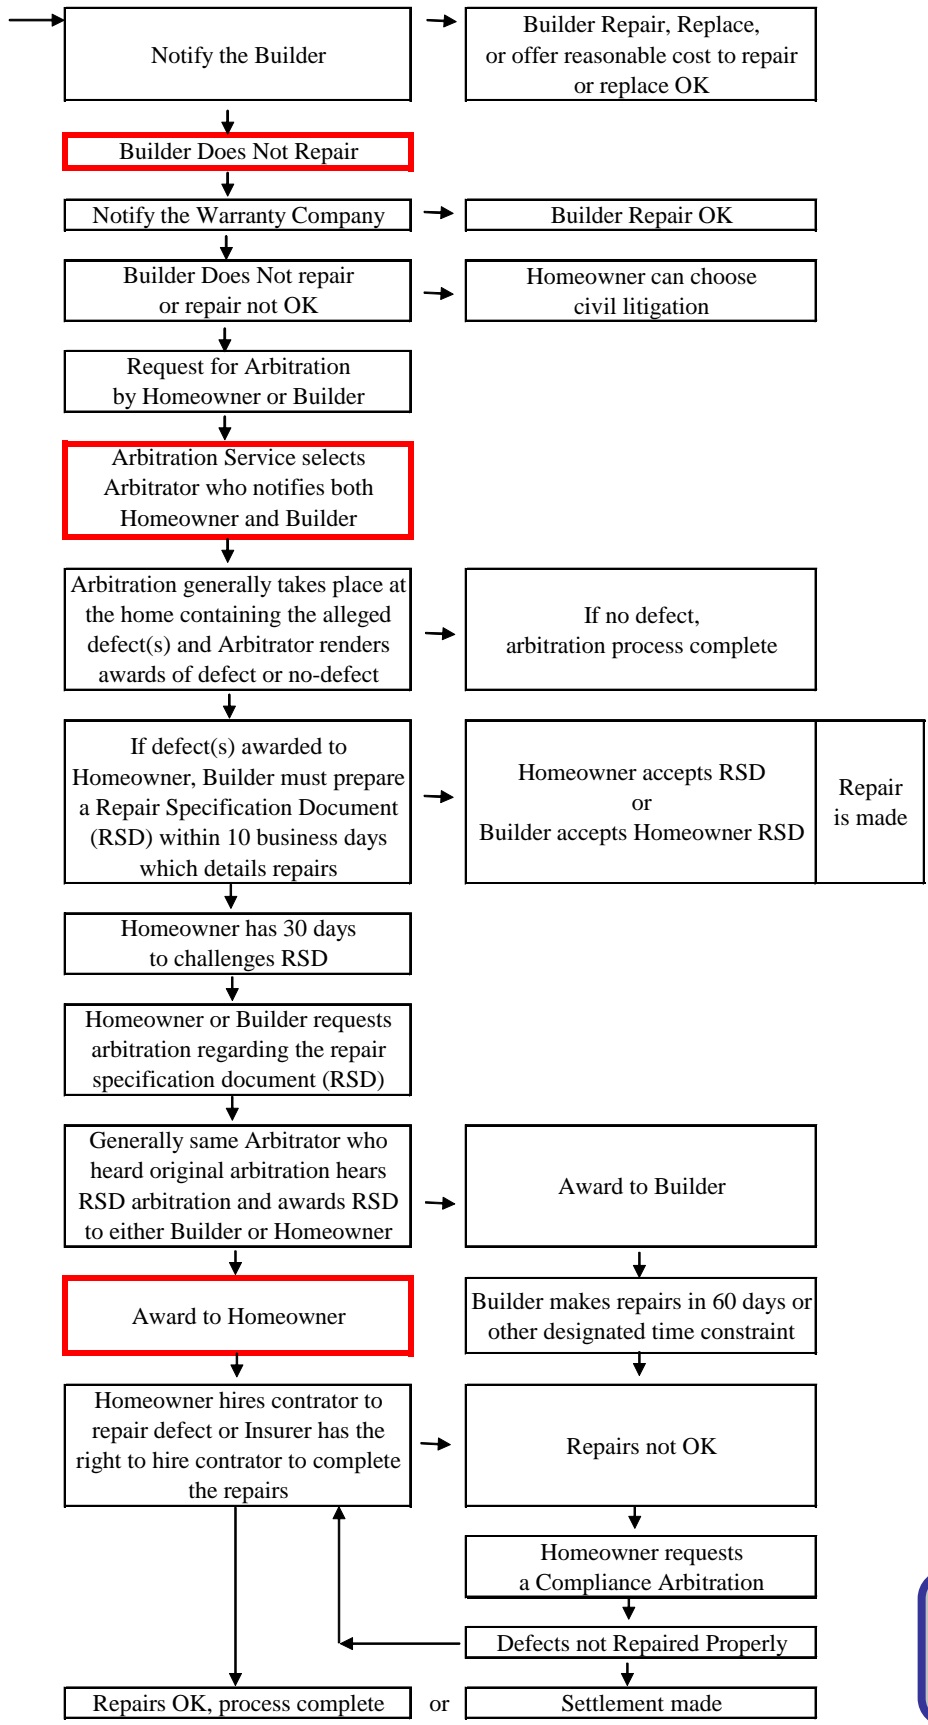 Notify the Builder
Builder Repair, Replace,
or offer reasonable cost to repair
or replace OK
Builder Does Not Repair
Notify the Warranty Company
Builder Repair OK
Builder Does Not repair
or repair not OK
Homeowner can choose
civil litigation
Request for Arbitration
by Homeowner or Builder
Arbitration Service selects
Arbitrator who notifies both
Homeowner and Builder
Arbitration generally takes place at
the home containing the alleged
defect(s) and Arbitrator renders
awards of defect or no-defect
If no defect,
arbitration process complete
If defect(s) awarded to
Homeowner, Builder must prepare
a Repair Specification Document
(RSD) within 10 business days
which details repairs
Homeowner accepts RSD
or
Builder accepts Homeowner RSD
Repair
is made
Homeowner has 30 days
to challenges RSD
Homeowner or Builder requests
arbitration regarding the repair
specification document (RSD)
Generally same Arbitrator who
heard original arbitration hears
RSD arbitration and awards RSD
to either Builder or Homeowner
Award to Builder
Award to Homeowner
Builder makes repairs in 60 days or
other designated time constraint
Homeowner hires contrator to
repair defect or Insurer has the
right to hire contrator to complete
the repairs
Repairs not OK
Homeowner requests
a Compliance Arbitration
Defects not Repaired Properly
Repairs OK, process complete
or
Settlement made